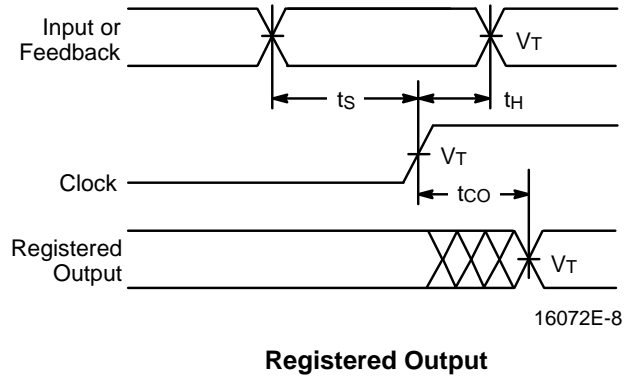 Input or
Feedback
VT
tS
tH
VT
Clock
tCO
Registered
Output
VT
16072E-8
Registered Output